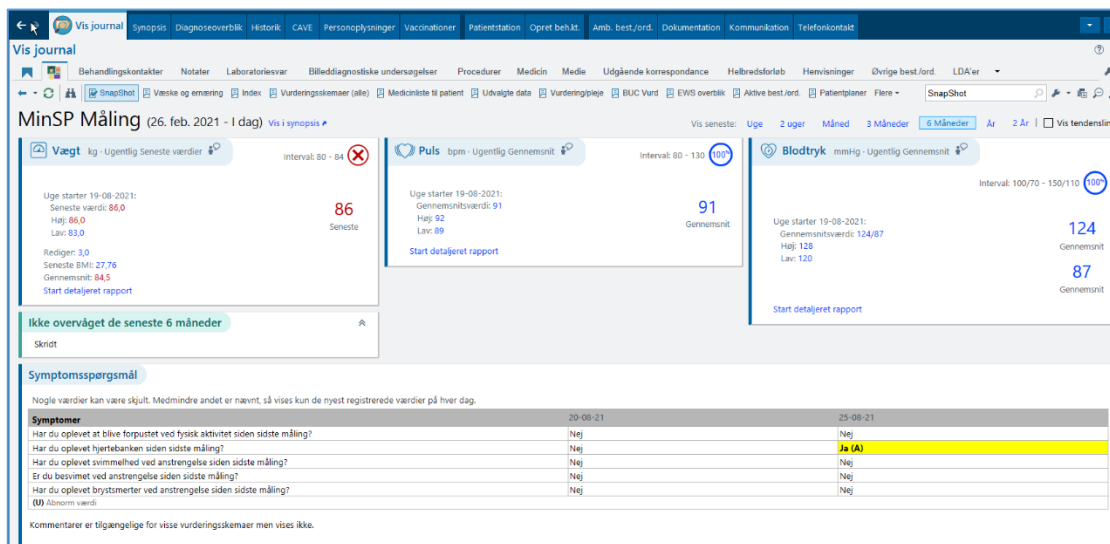 Vis journal Synopsis Diagnoseoverblik Historik CAVE Personoplysninger Vaccinationer Patientstation Opret beh.kt. Amb. best./ord. Dokumentation Kommunikation Telefonkontakt
Vis journal
Behandlingskontakter Notater Laboratoriesvar Billeddiagnostiske undersøgelser Procedurer Medicin Medie Udgående korrespondance Helbredsforløb Henvisninger Øvrige best./ord. LDA'er
SnapShot Væske og ernæring Index Vurderingsskemaer (alle) Medicinliste til patient Udvalgte data Vurdering/pleje BUC Vurd EWS overblik Aktive best./ord. Patientplaner Flere SnapShot
MinSP Måling (26. feb. 2021 - I dag) Vis i synopsis Vis seneste: Uge 2 uger Måned 3 Måneder 6 Måneder År 2 År Vis tendenslin
Vægt kg - Ugentlig Seneste værdier
Interval: 80 - 84
Uge starter 19-08-2021:
Seneste værdi: 86,0
Høj: 86,0
Lav: 83,0
86
Seneste
Rediger: 3,0
Seneste BMI: 27,76
Gennemsnit: 84,5
Start detaljeret rapport
Puls bpm - Ugentlig Gennemsnit
Interval: 80 - 130 100%
Uge starter 19-08-2021:
Gennemsnitsværdi: 91
Høj: 92
Lav: 89
91
Gennemsnit
Start detaljeret rapport
Blodtryk mmHg - Ugentlig Gennemsnit
Interval: 100/70 - 150/110 100%
Uge starter 19-08-2021:
Gennemsnitsværdi: 124/87
Høj: 128
Lav: 120
124
Gennemsnit
87
Gennemsnit
Start detaljeret rapport
Ikke overvåget de seneste 6 måneder
Skridt
Symptomsspørgsmål
Nogle værdier kan være skjult. Medmindre andet er nævnt, så vises kun de nyest registrerede værdier på hver dag.
Symptomer 20-08-21 25-08-21
Har du oplevet at blive forpustet ved fysisk aktivitet siden sidste måling? Nej Nej
Har du oplevet hjertebanken siden sidste måling? Nej Ja (A)
Har du oplevet svimmelhed ved anstrengelse siden sidste måling? Nej Nej
Er du besvimet ved anstrengelse siden sidste måling? Nej Nej
Har du oplevet brystsmerter ved anstrengelse siden sidste måling? Nej Nej
(U) Abnorm værdi
Kommentarer er tilgængelige for visse vurderingsskemaer men vises ikke.